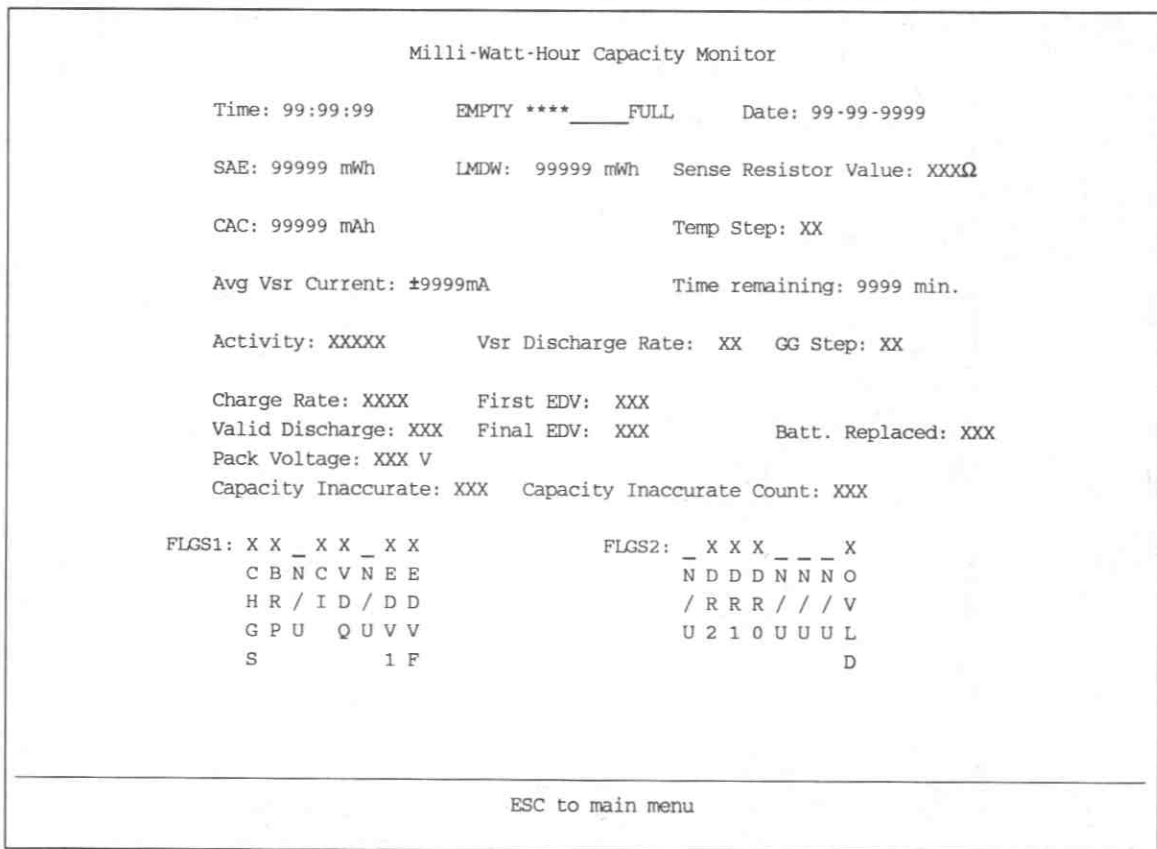 Milli-Watt-Hour Capacity Monitor
Time: 99:99:99 EMPTY ****_____FULL Date: 99-99-9999
SAE: 99999 mWh LMDW: 99999 mWh Sense Resistor Value: XXXΩ
CAC: 99999 mAh Temp Step: XX
Avg Vsr Current: ±9999mA Time remaining: 9999 min.
Activity: XXXXX Vsr Discharge Rate: XX GG Step: XX
Charge Rate: XXXX First EDV: XXX
Valid Discharge: XXX Final EDV: XXX Batt. Replaced: XXX
Pack Voltage: XXX V
Capacity Inaccurate: XXX Capacity Inaccurate Count: XXX
FLGS1: X X _ X X _ X X FLGS2: _ X X X _ _ _ X
C B N C V N E E N D D D N N N O
H R / I D / D D / R R R / / / V
G P U Q U V V U 2 1 0 U U U L
S 1 F D
ESC to main menu